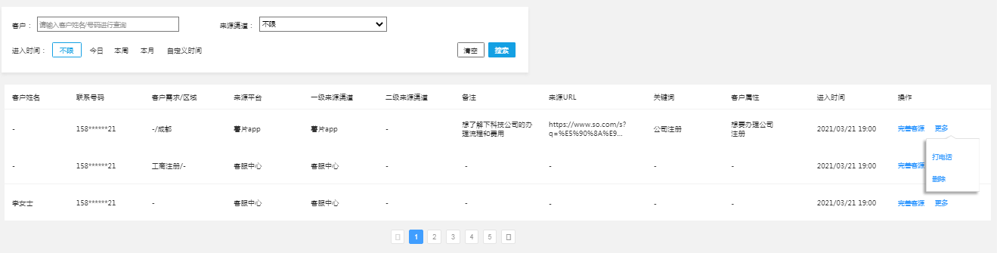 客户： 请输入客户姓名/号码进行查询 来源渠道： 不限
进入时间： 不限 今日 本周 本月 自定义时间 清空 搜索
客户姓名 联系号码 客户需求/区域 来源平台 一级来源渠道 二级来源渠道 备注 来源URL 关键词 客户属性 进入时间 操作
- 158******21 -/成都 薯片app 薯片app - 想了解下科技公司的办 https://www.so.com/s? 公司注册 想要办理公司 2021/03/21 19:00 完善客源 更多
理流程和费用 q=%E5%90%8A%E9... 注册
打电话
- 158******21 工商注册/- 客服中心 客服中心 - - - - - 2021/03/21 19:00 完善客源
删除
李女士 158******21 - 客服中心 客服中心 - - - - - 2021/03/21 19:00 完善客源 更多
1 2 3 4 5